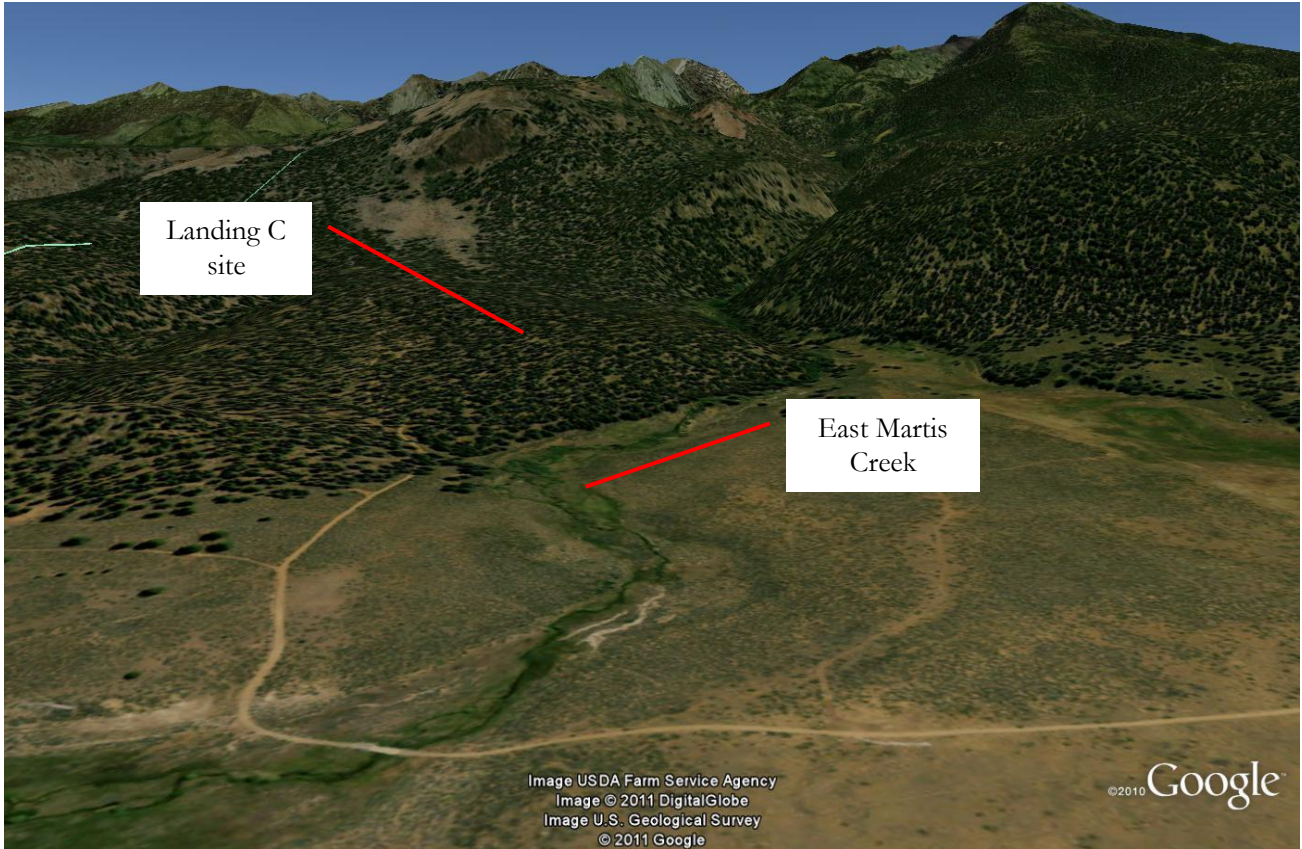 Landing C
site
East Martis
Creek
Image USDA Farm Service Agency
Image © 2011 DigitalGlobe
Image U.S. Geological Survey
© 2011 Google
©2010 Google